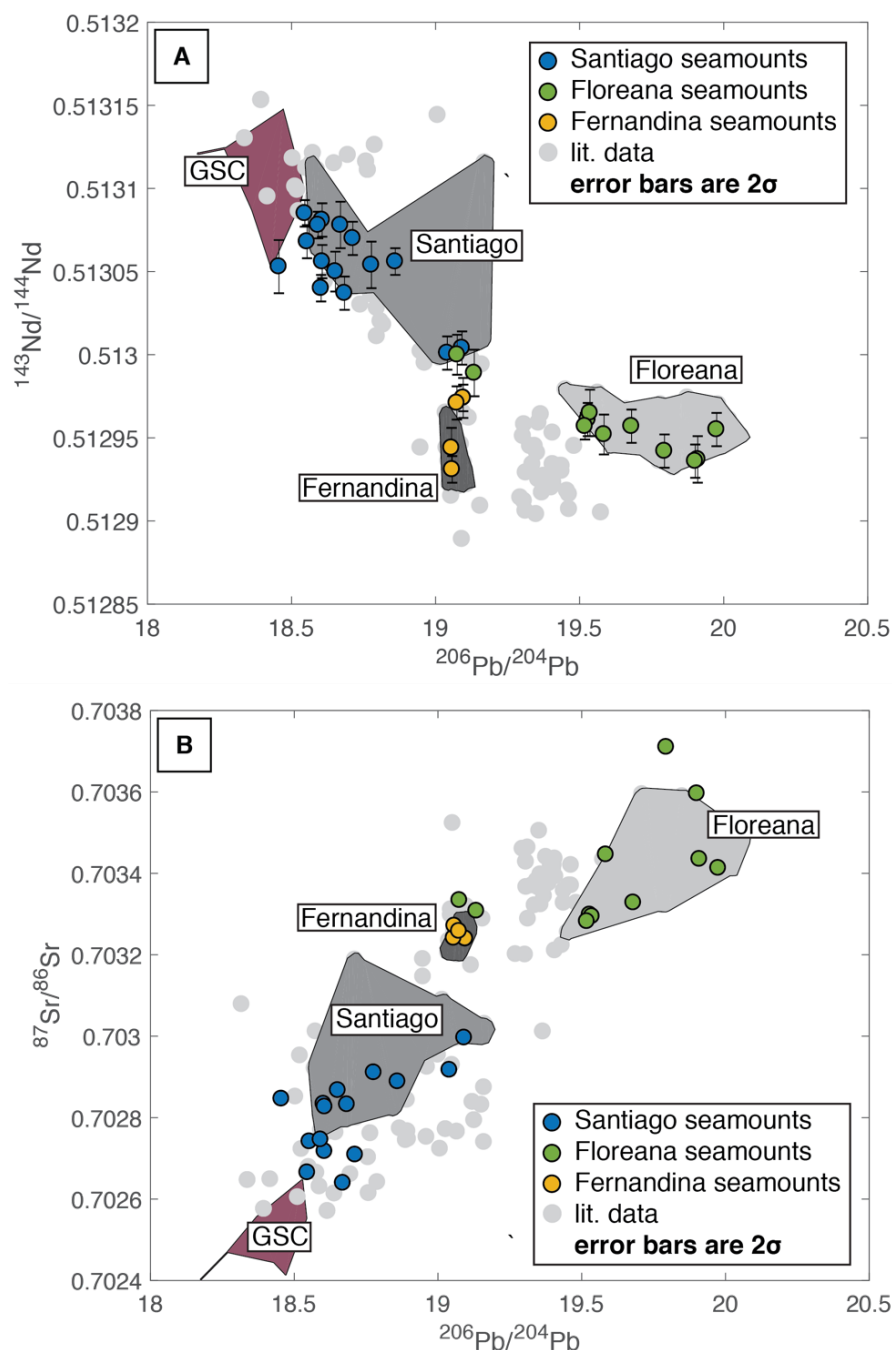 0.5132
A
Santiago seamounts
Floreana seamounts
Fernandina seamounts
lit. data
error bars are 2σ
0.51315
GSC
0.5131
Santiago
0.51305
143Nd/144Nd
0.513
Floreana
0.51295
Fernandina
0.5129
0.51285
18 18.5 19 19.5 20 20.5
206Pb/204Pb
0.7038
B
0.7036
Floreana
0.7034
Fernandina
0.7032
87Sr/86Sr
0.703
Santiago
0.7028
Santiago seamounts
Floreana seamounts
Fernandina seamounts
lit. data
error bars are 2σ
0.7026
GSC
0.7024
18 18.5 19 19.5 20 20.5
206Pb/204Pb